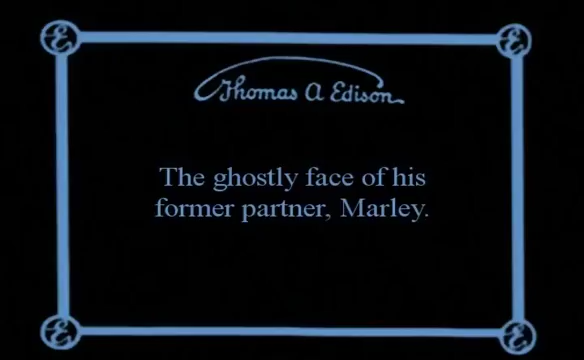 E E
Thomas A Edison
The ghostly face of his
former partner, Marley.
E E